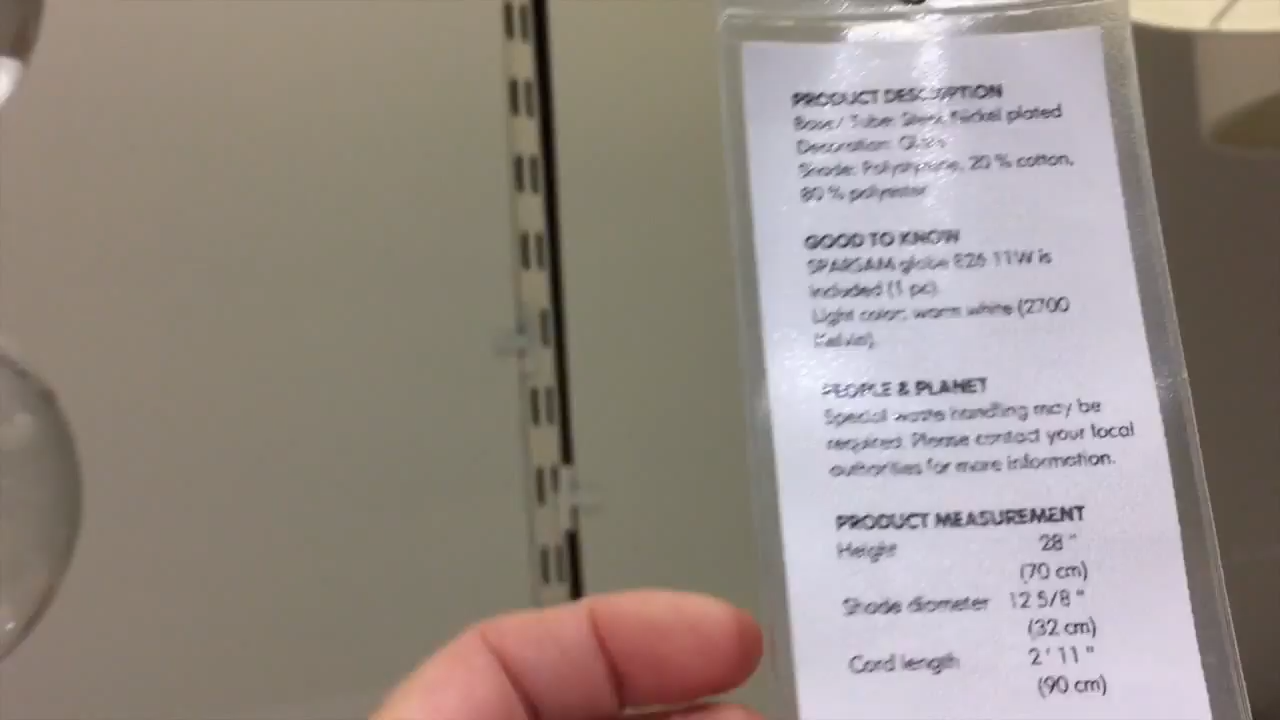 PRODUCT DESCRIPTION
Base/ Tube: Steel, Nickel plated
Decoration: Glass
Shade: Polystyrene, 20 % cotton,
80 % polyester
GOOD TO KNOW
SPARSAM globe E26 11W is
included (1 pc).
Light color; warm white (2700
Kelvin).
PEOPLE & PLANET
Special waste handling may be
required. Please contact your local
authorities for more information.
PRODUCT MEASUREMENT
Height 28 "
(70 cm)
Shade diameter 12 5/8 "
(32 cm)
Cord length 2 ' 11 "
(90 cm)